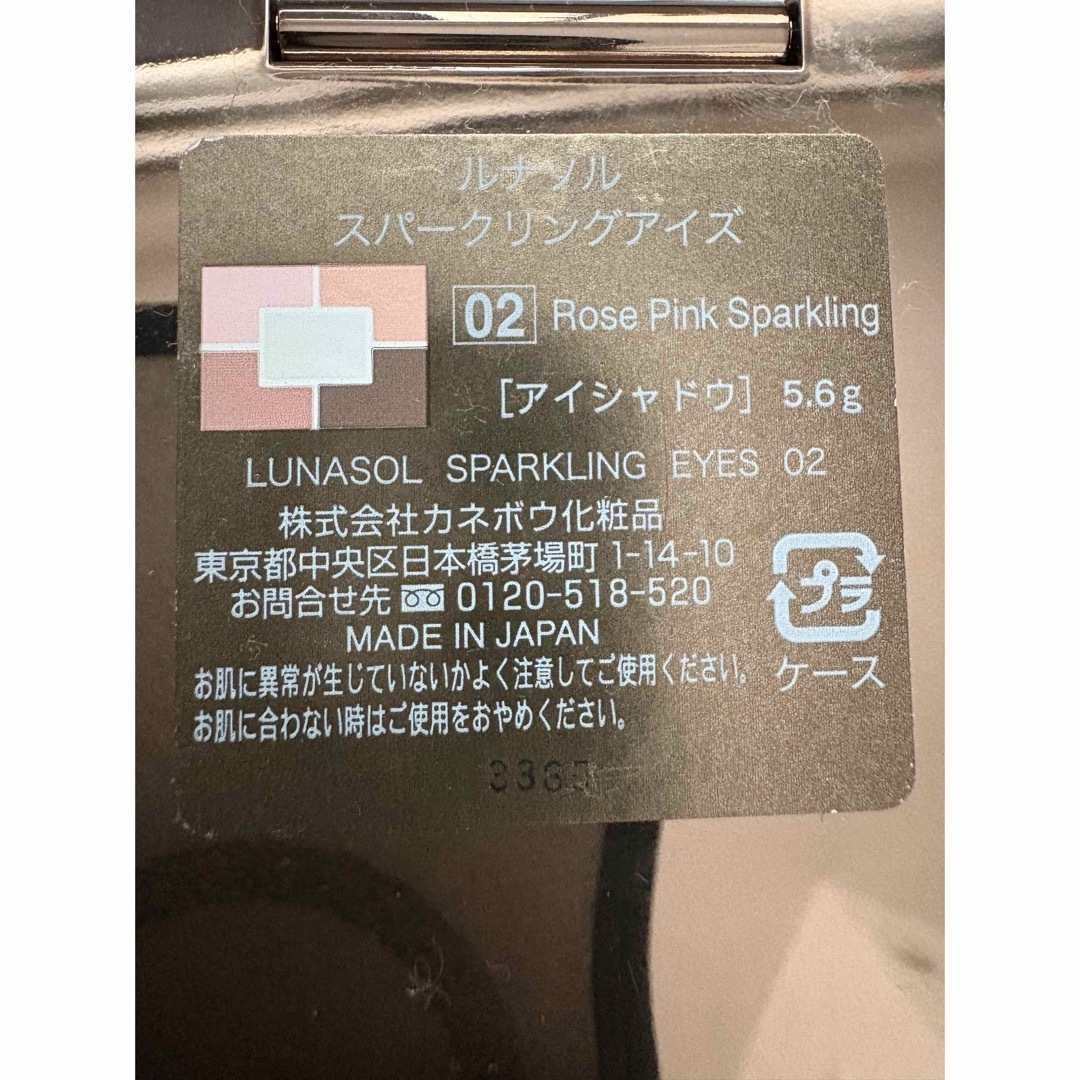 ルナソル
スパークリングアイズ
02 Rose Pink Sparkling
[アイシャドウ] 5.6g
LUNASOL SPARKLING EYES 02
株式会社カネボウ化粧品
東京都中央区日本橋茅場町 1-14-10
お問合せ先 0120-518-520
MADE IN JAPAN
お肌に異常が生じていないかよく注意してご使用ください。
お肌に合わない時はご使用をおやめください。
プラ
ケース